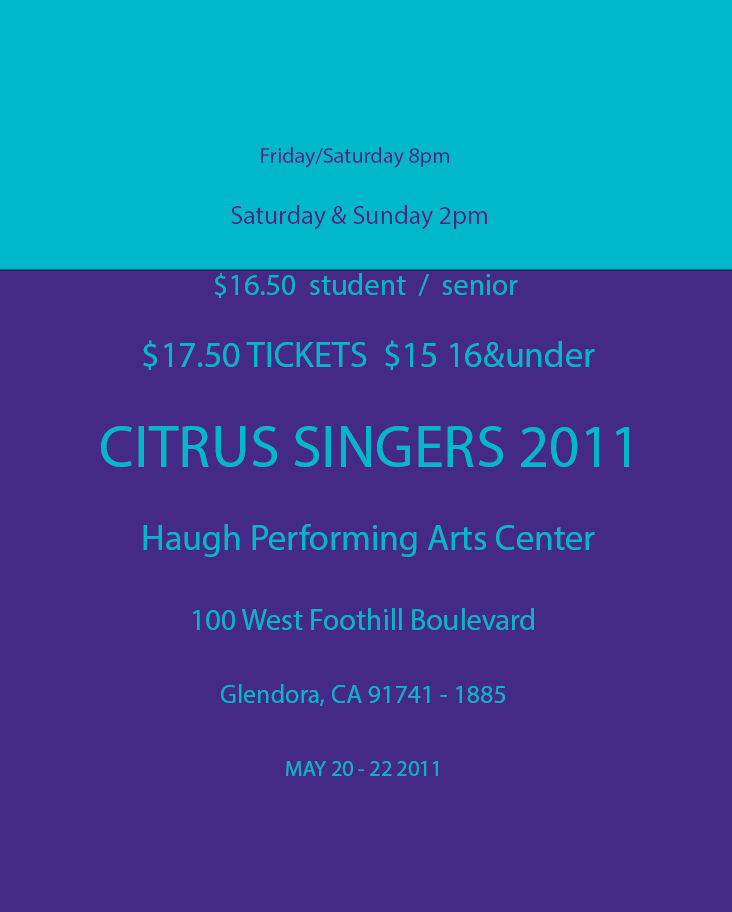 Friday/Saturday 8pm
Saturday & Sunday 2pm
$16.50 student / senior
$17.50 TICKETS $15 16&under
CITRUS SINGERS 2011
Haugh Performing Arts Center
100 West Foothill Boulevard
Glendora, CA 91741 - 1885
MAY 20 - 22 2011